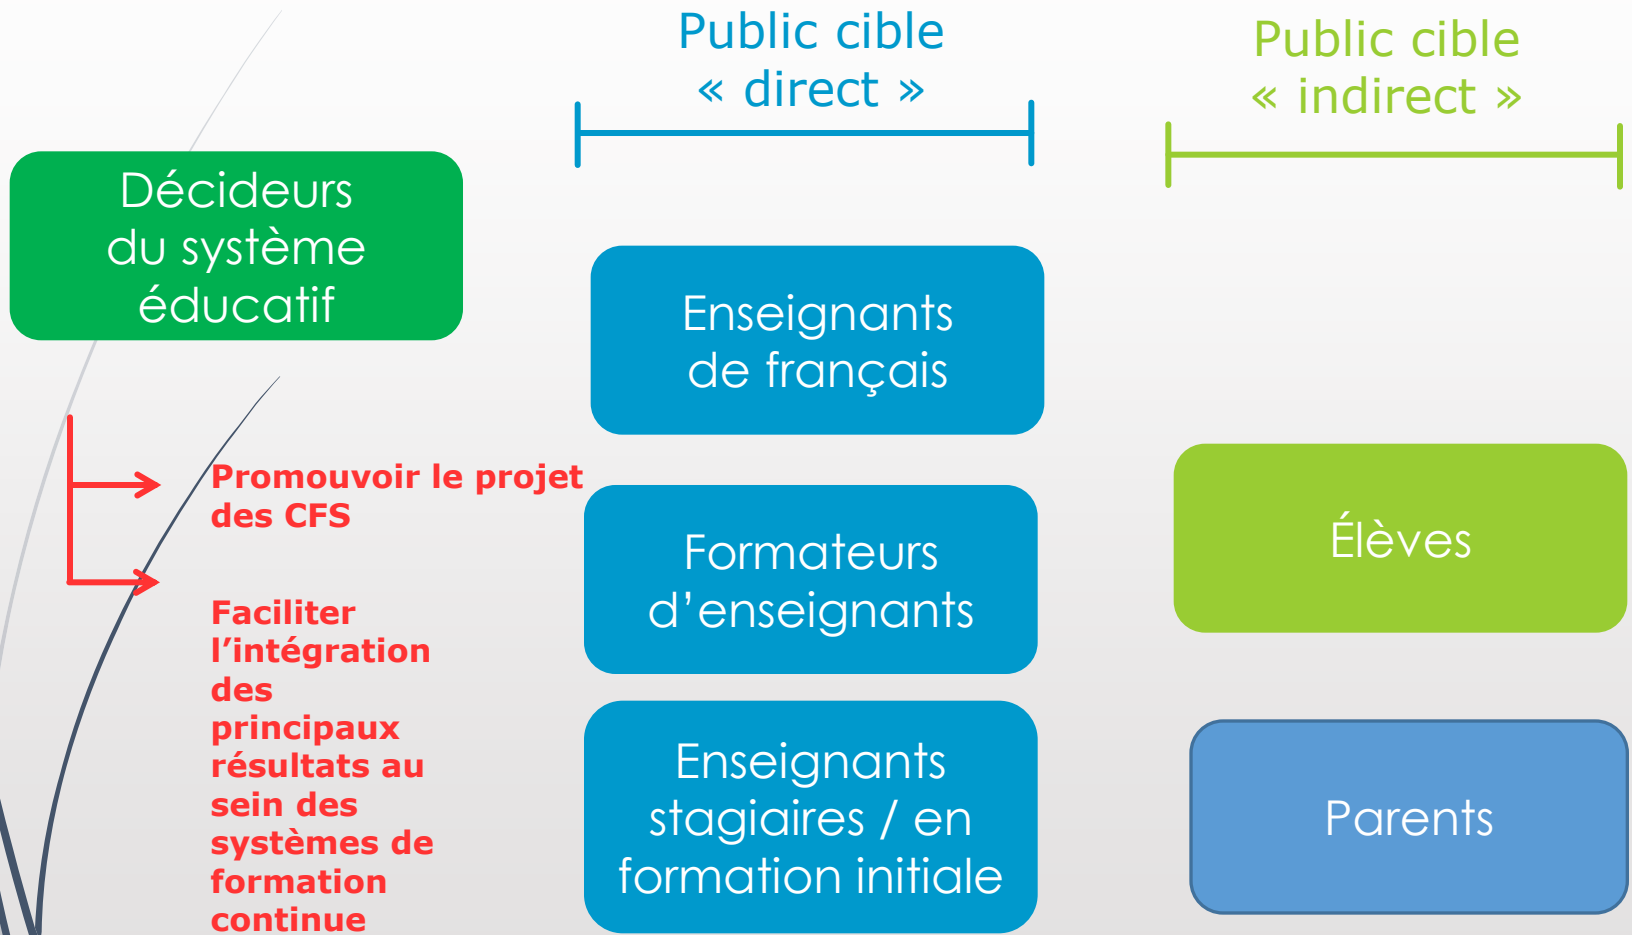 Public cible
« direct »
Public cible
« indirect »
Décideurs
du système
éducatif
Promouvoir le projet
des CFS
Faciliter
l’intégration
des
principaux
résultats au
sein des
systèmes de
formation
continue
Enseignants
de français
Formateurs
d’enseignants
Enseignants
stagiaires / en
formation initiale
Élèves
Parents